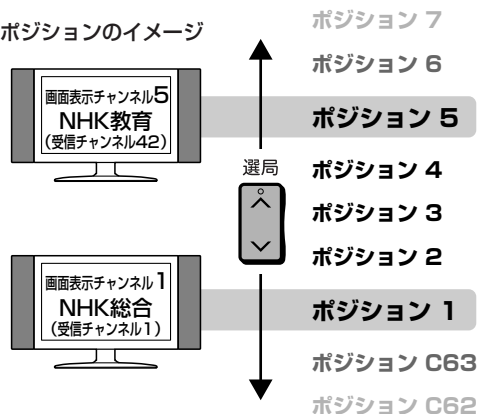 ポジションのイメージ
画面表示チャンネル5
NHK教育
(受信チャンネル42)
画面表示チャンネル1
NHK総合
(受信チャンネル1)
選局
ポジション 7
ポジション 6
ポジション 5
ポジション 4
ポジション 3
ポジション 2
ポジション 1
ポジション C63
ポジション C62